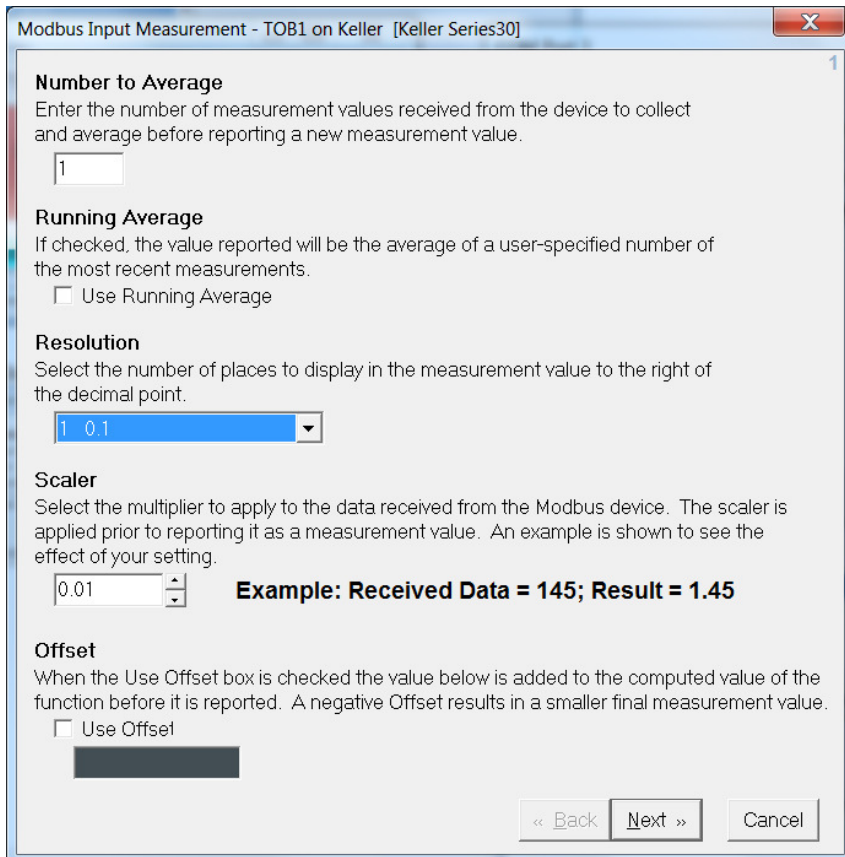 Modbus Input Measurement - TOB1 on Keller [Keller Series30]
X
1
Number to Average
Enter the number of measurement values received from the device to collect
and average before reporting a new measurement value.
1
Running Average
If checked, the value reported will be the average of a user-specified number of
the most recent measurements.
Use Running Average
Resolution
Select the number of places to display in the measurement value to the right of
the decimal point.
1 0.1
Scaler
Select the multiplier to apply to the data received from the Modbus device. The scaler is
applied prior to reporting it as a measurement value. An example is shown to see the
effect of your setting.
0.01 Example: Received Data = 145; Result = 1.45
Offset
When the Use Offset box is checked the value below is added to the computed value of the
function before it is reported. A negative Offset results in a smaller final measurement value.
Use Offset
« Back Next » Cancel